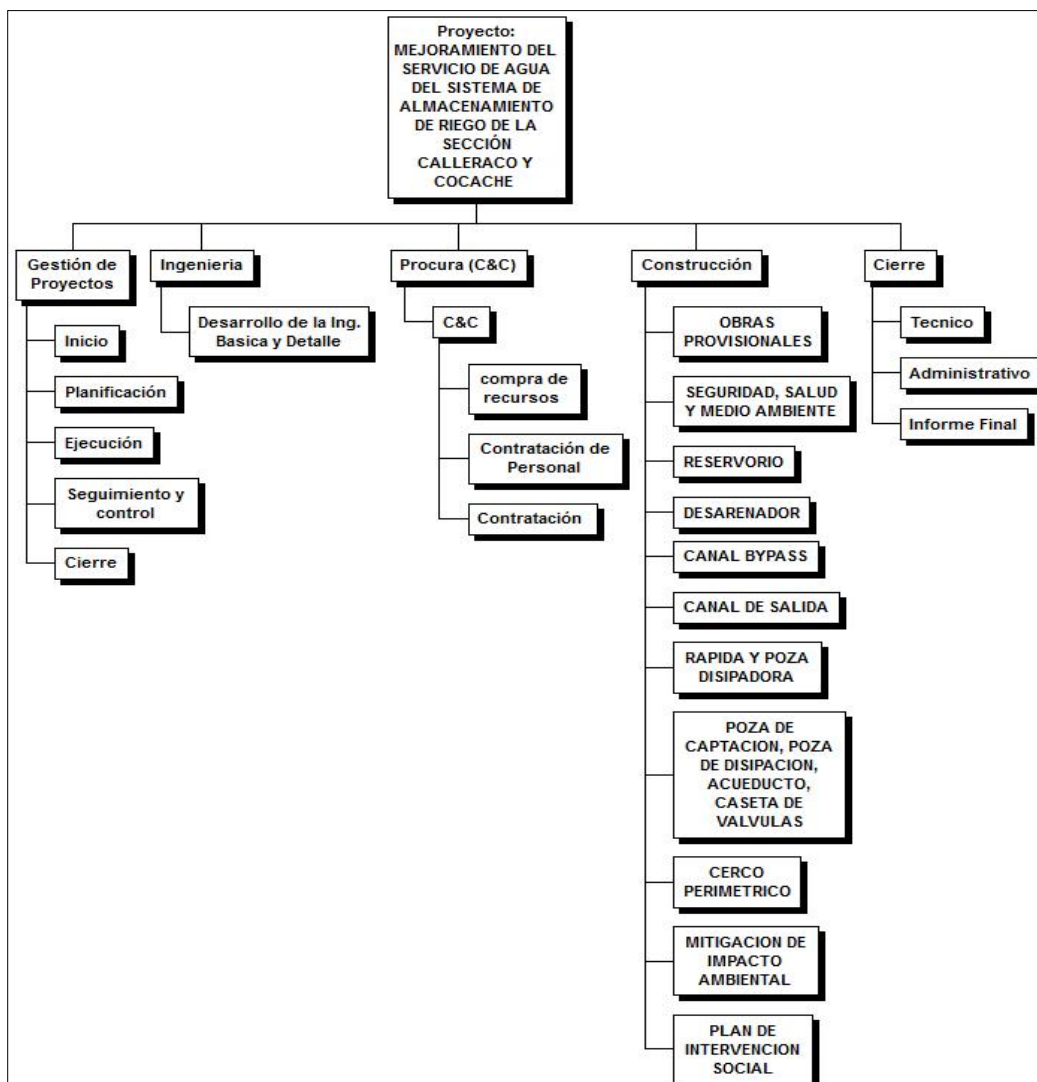 Proyecto:
MEJORAMIENTO DEL
SERVICIO DE AGUA
DEL SISTEMA DE
ALMACENAMIENTO
DE RIEGO DE LA
SECCIÓN
CALLERACO Y
COCACHE
Gestión de
Proyectos
Inicio
Planificación
Ejecución
Seguimiento y
control
Cierre
Ingenieria
Desarrollo de la Ing.
Basica y Detalle
Procura (C&C)
C&C
compra de
recursos
Contratación de
Personal
Contratación
Construcción
OBRAS
PROVISIONALES
SEGURIDAD, SALUD
Y MEDIO AMBIENTE
RESERVORIO
DESARENADOR
CANAL BYPASS
CANAL DE SALIDA
RAPIDA Y POZA
DISIPADORA
POZA DE
CAPTACION, POZA
DE DISIPACION,
ACUEDUCTO,
CASETA DE
VALVULAS
CERCO
PERIMETRICO
MITIGACION DE
IMPACTO
AMBIENTAL
PLAN DE
INTERVENCION
SOCIAL
Cierre
Tecnico
Administrativo
Informe Final